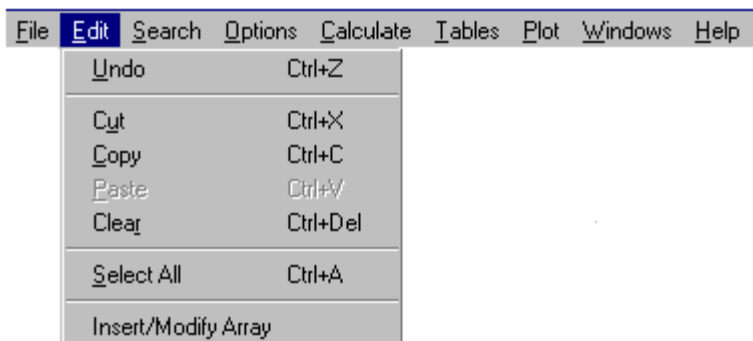 File Edit Search Options Calculate Tables Plot Windows Help
Undo Ctrl+Z
Cut Ctrl+X
Copy Ctrl+C
Paste Ctrl+V
Clear Ctrl+Del
Select All Ctrl+A
Insert/Modify Array